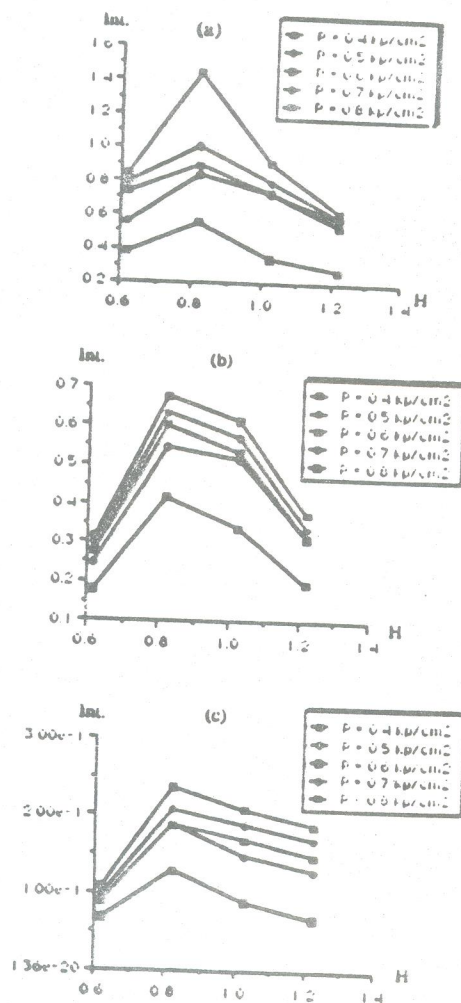 Int.
(a)
P = 0.4 kp/cm2
P = 0.5 kp/cm2
P = 0.6 kp/cm2
P = 0.7 kp/cm2
P = 0.8 kp/cm2
1.6
1.4
1.2
1.0
0.8
0.6
0.4
0.2
0.6 0.8 1.0 1.2 1.4
H
Int.
(b)
P = 0.4 kp/cm2
P = 0.5 kp/cm2
P = 0.6 kp/cm2
P = 0.7 kp/cm2
P = 0.8 kp/cm2
0.7
0.6
0.5
0.4
0.3
0.2
0.1
0.6 0.8 1.0 1.2 1.4
H
Int.
(c)
P = 0.4 kp/cm2
P = 0.5 kp/cm2
P = 0.6 kp/cm2
P = 0.7 kp/cm2
P = 0.8 kp/cm2
3.00e-1
2.00e-1
1.00e-1
1.36e-20
0.6 0.8 1.0 1.2 1.4
H